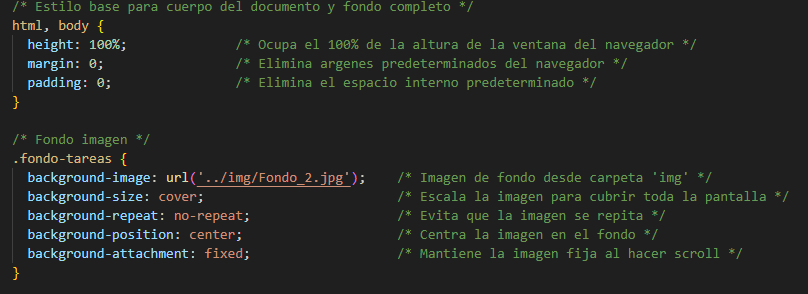 /* Estilo base para cuerpo del documento y fondo completo */
html, body {
  height: 100%;              /* Ocupa el 100% de la altura de la ventana del navegador */
  margin: 0;                 /* Elimina argenes predeterminados del navegador */
  padding: 0;                /* Elimina el espacio interno predeterminado */
}

/* Fondo imagen */
.fondo-tareas {
  background-image: url('../img/Fondo_2.jpg');    /* Imagen de fondo desde carpeta 'img' */
  background-size: cover;                         /* Escala la imagen para cubrir toda la pantalla */
  background-repeat: no-repeat;                   /* Evita que la imagen se repita */
  background-position: center;                    /* Centra la imagen en el fondo */
  background-attachment: fixed;                   /* Mantiene la imagen fija al hacer scroll */
}